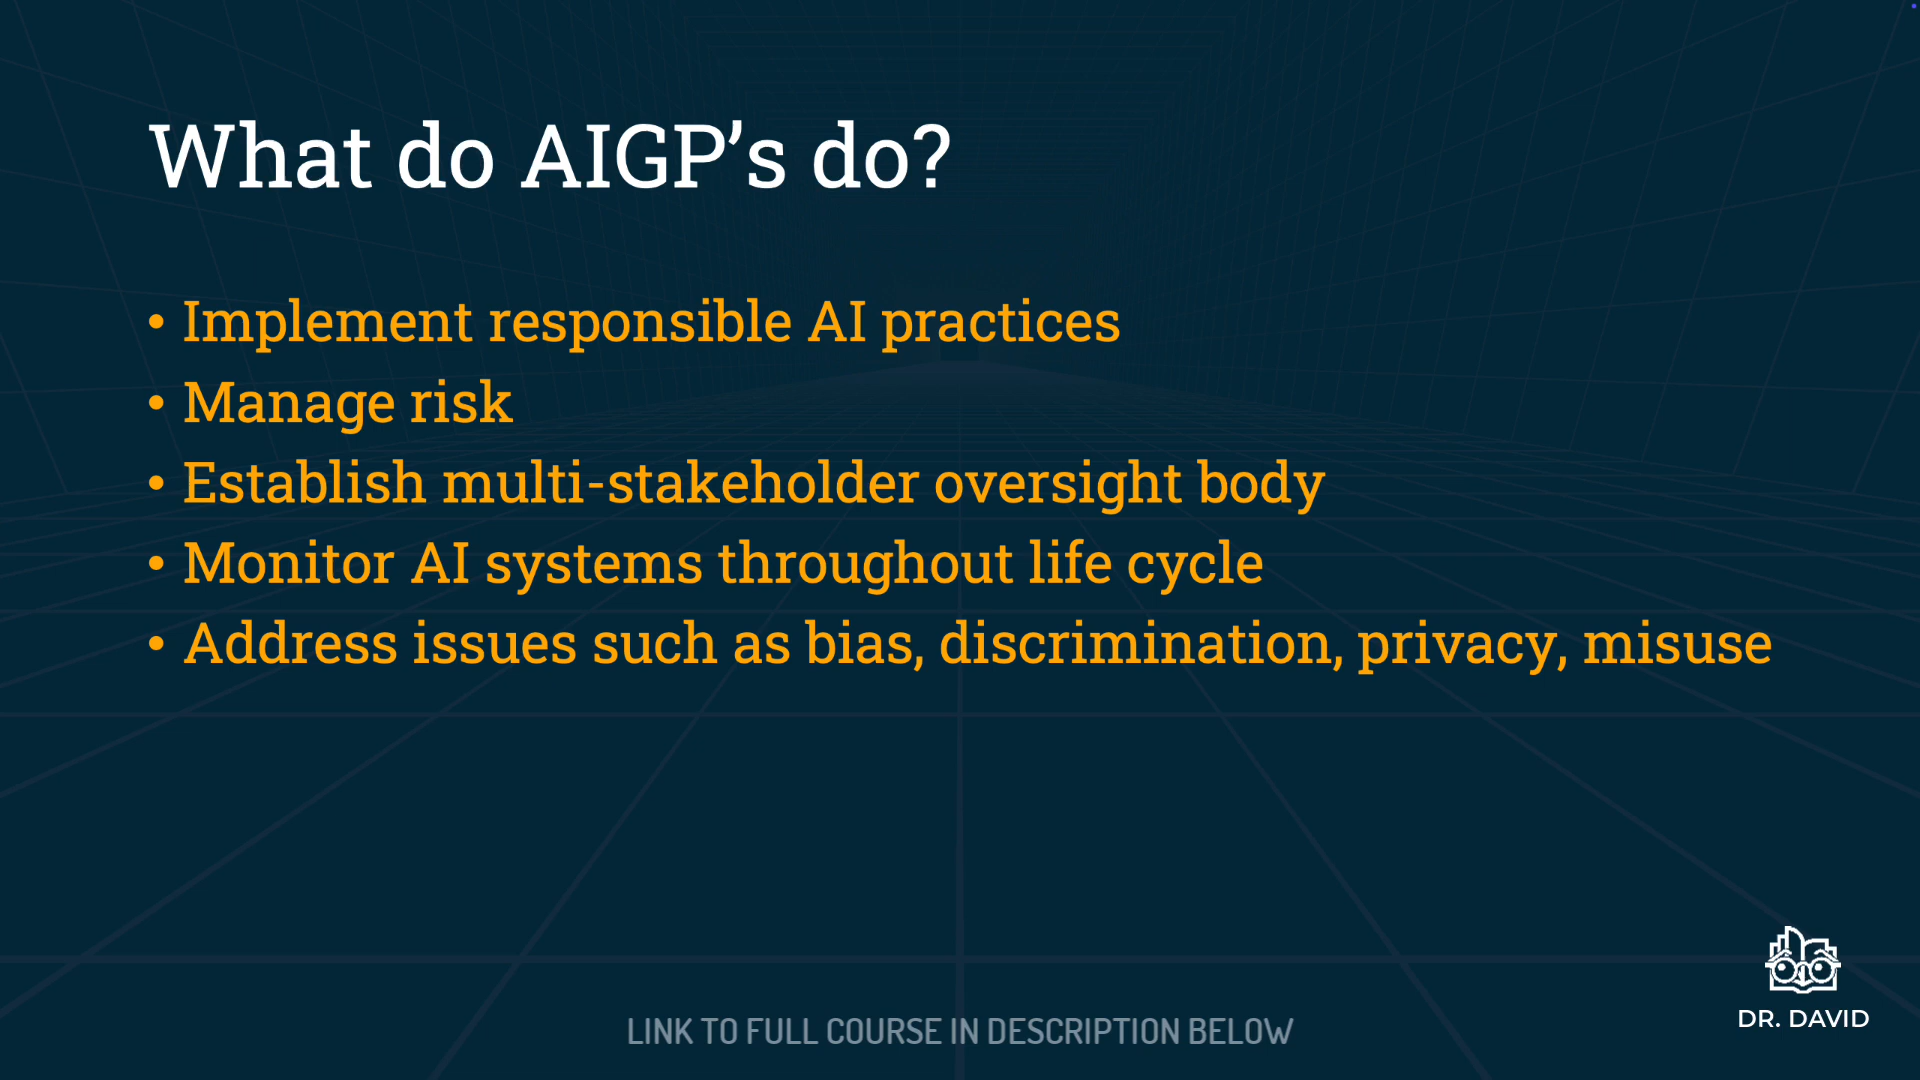 What do AIGP’s do?
• Implement responsible AI practices
• Manage risk
• Establish multi-stakeholder oversight body
• Monitor AI systems throughout life cycle
• Address issues such as bias, discrimination, privacy, misuse
DR. DAVID
LINK TO FULL COURSE IN DESCRIPTION BELOW